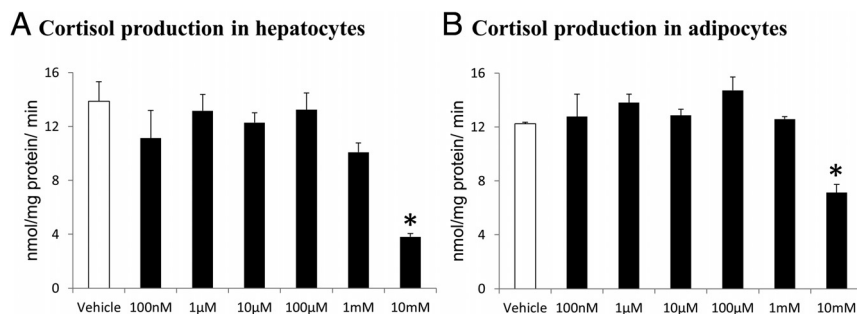 A Cortisol production in hepatocytes
nmol/mg protein/ min
16
12
8
4
0
*
Vehicle 100nM 1µM 10µM 100µM 1mM 10mM
B Cortisol production in adipocytes
nmol/mg protein/ min
16
12
8
4
0
*
Vehicle 100nM 1µM 10µM 100µM 1mM 10mM